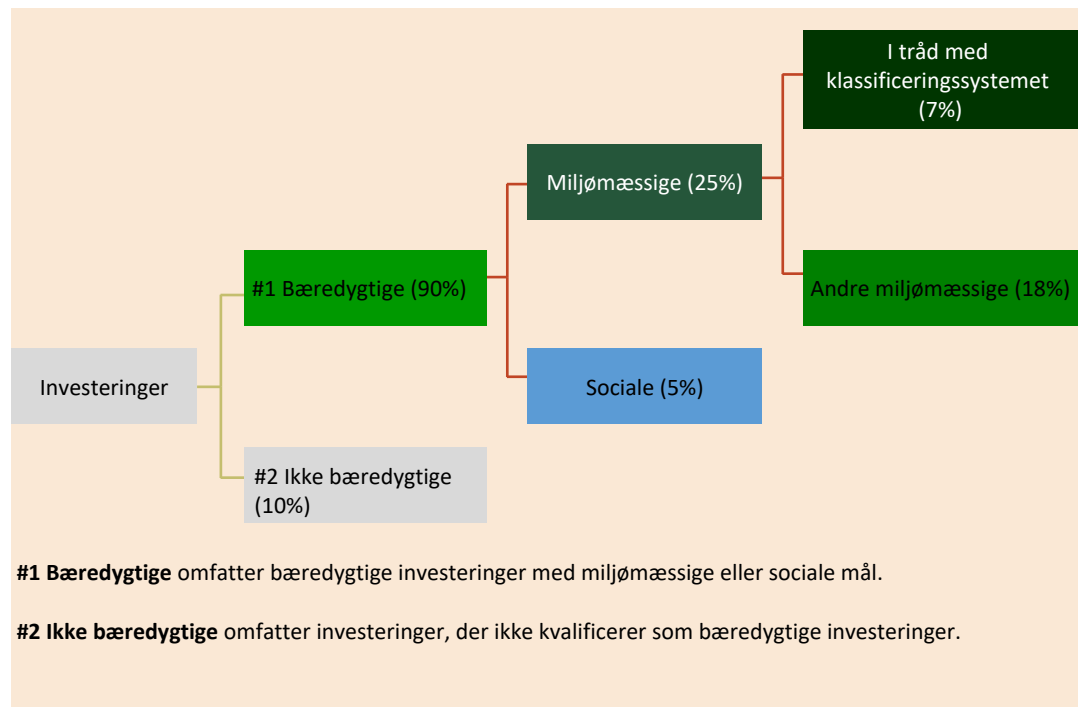 I tråd med
klassificeringssystemet
(7%)
Miljømæssige (25%)
#1 Bæredygtige (90%)
Andre miljømæssige (18%)
Investeringer
Sociale (5%)
#2 Ikke bæredygtige
(10%)
#1 Bæredygtige omfatter bæredygtige investeringer med miljømæssige eller sociale mål.
#2 Ikke bæredygtige omfatter investeringer, der ikke kvalificerer som bæredygtige investeringer.